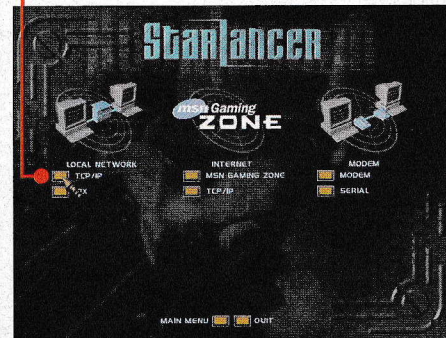 STARLANCER
msn Gaming
ZONE
LOCAL NETWORK
TCP/IP
INTERNET
MSN GAMING ZONE
TCP/IP
MODEM
MODEM
SERIAL
MAIN MENU
QUIT